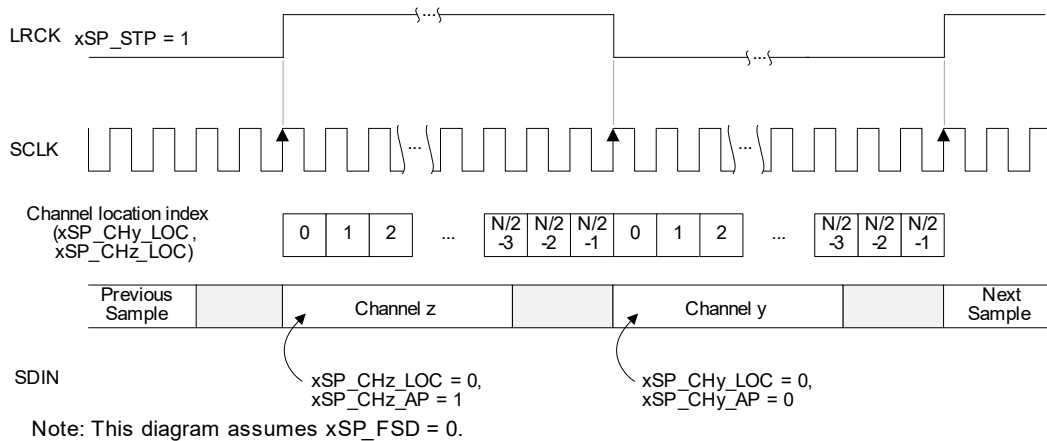 LRCK xSP_STP = 1
...
...
SCLK
...
...
Channel location index
(xSP_CHy_LOC,
xSP_CHz_LOC)
0 1 2 ... N/2-3 N/2-2 N/2-1 0 1 2 ... N/2-3 N/2-2 N/2-1
Previous Sample Channel z Channel y Next Sample
SDIN
xSP_CHz_LOC = 0,
xSP_CHz_AP = 1
xSP_CHy_LOC = 0,
xSP_CHy_AP = 0
Note: This diagram assumes xSP_FSD = 0.